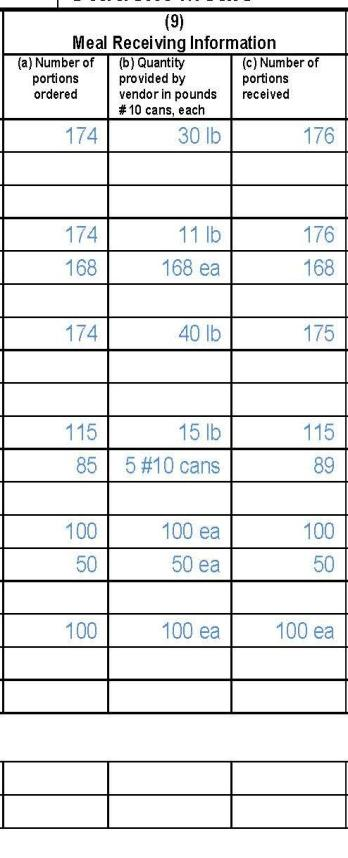 (9)
Meal Receiving Information
(a) Number of portions ordered (b) Quantity provided by vendor in pounds #10 cans, each (c) Number of portions received
174 30 lb 176
174 11 lb 176
168 168 ea 168
174 40 lb 175
115 15 lb 115
85 5 #10 cans 89
100 100 ea 100
50 50 ea 50
100 100 ea 100 ea